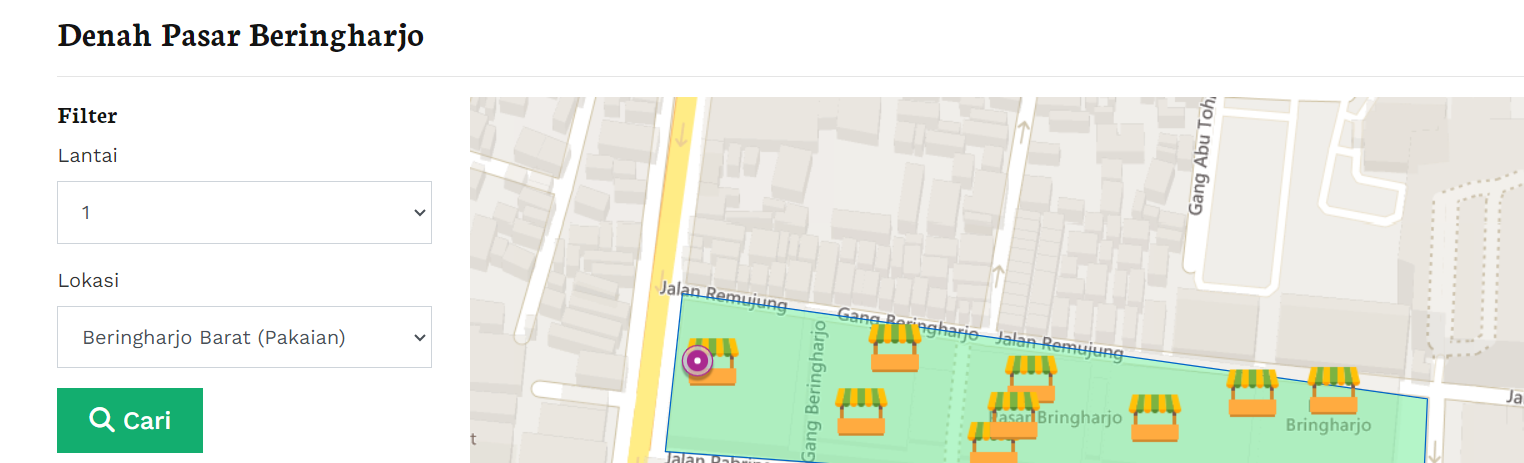 Denah Pasar Beringharjo
Filter
Lantai
1
Lokasi
Beringharjo Barat (Pakaian)
Cari
Gang Abu Toh
Jalan Remujung
Gang Beringharjo
Jalan Remujung
Gang Beringharjo
Pasar Bringharjo
Bringharjo
Ja
t
Jalan Pabrin